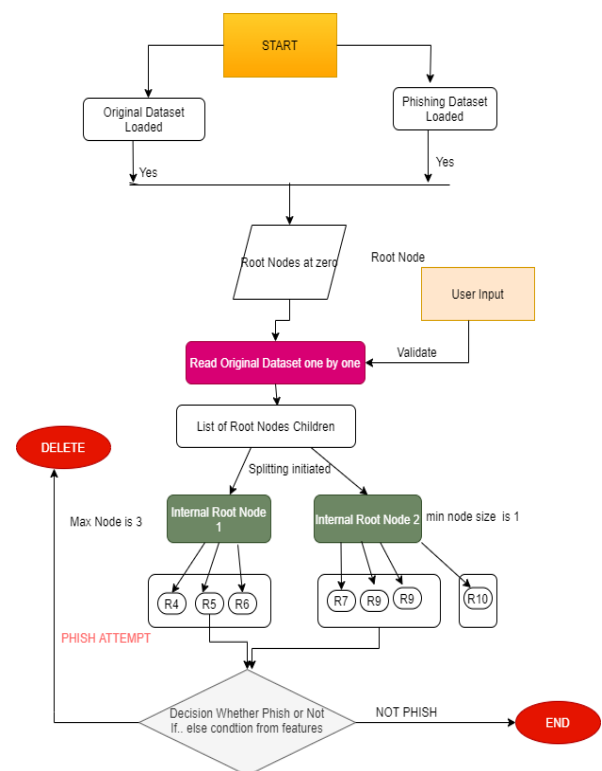 START
Original Dataset
Loaded
Phishing Dataset
Loaded
Yes
Yes
Root Nodes at zero
Root Node
User Input
Validate
Read Original Dataset one by one
List of Root Nodes Children
DELETE
Splitting initiated
Max Node is 3
Internal Root Node
1
Internal Root Node 2
min node size is 1
R4
R5
R6
R7
R9
R9
R10
PHISH ATTEMPT
Decision Whether Phish or Not
If.. else condtion from features
NOT PHISH
END